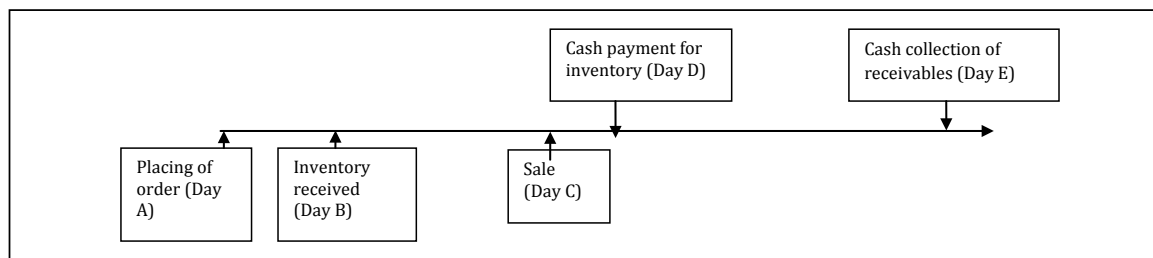 Cash payment for
inventory (Day D)
Cash collection of
receivables (Day E)
Placing of
order (Day
A)
Inventory
received
(Day B)
Sale
(Day C)